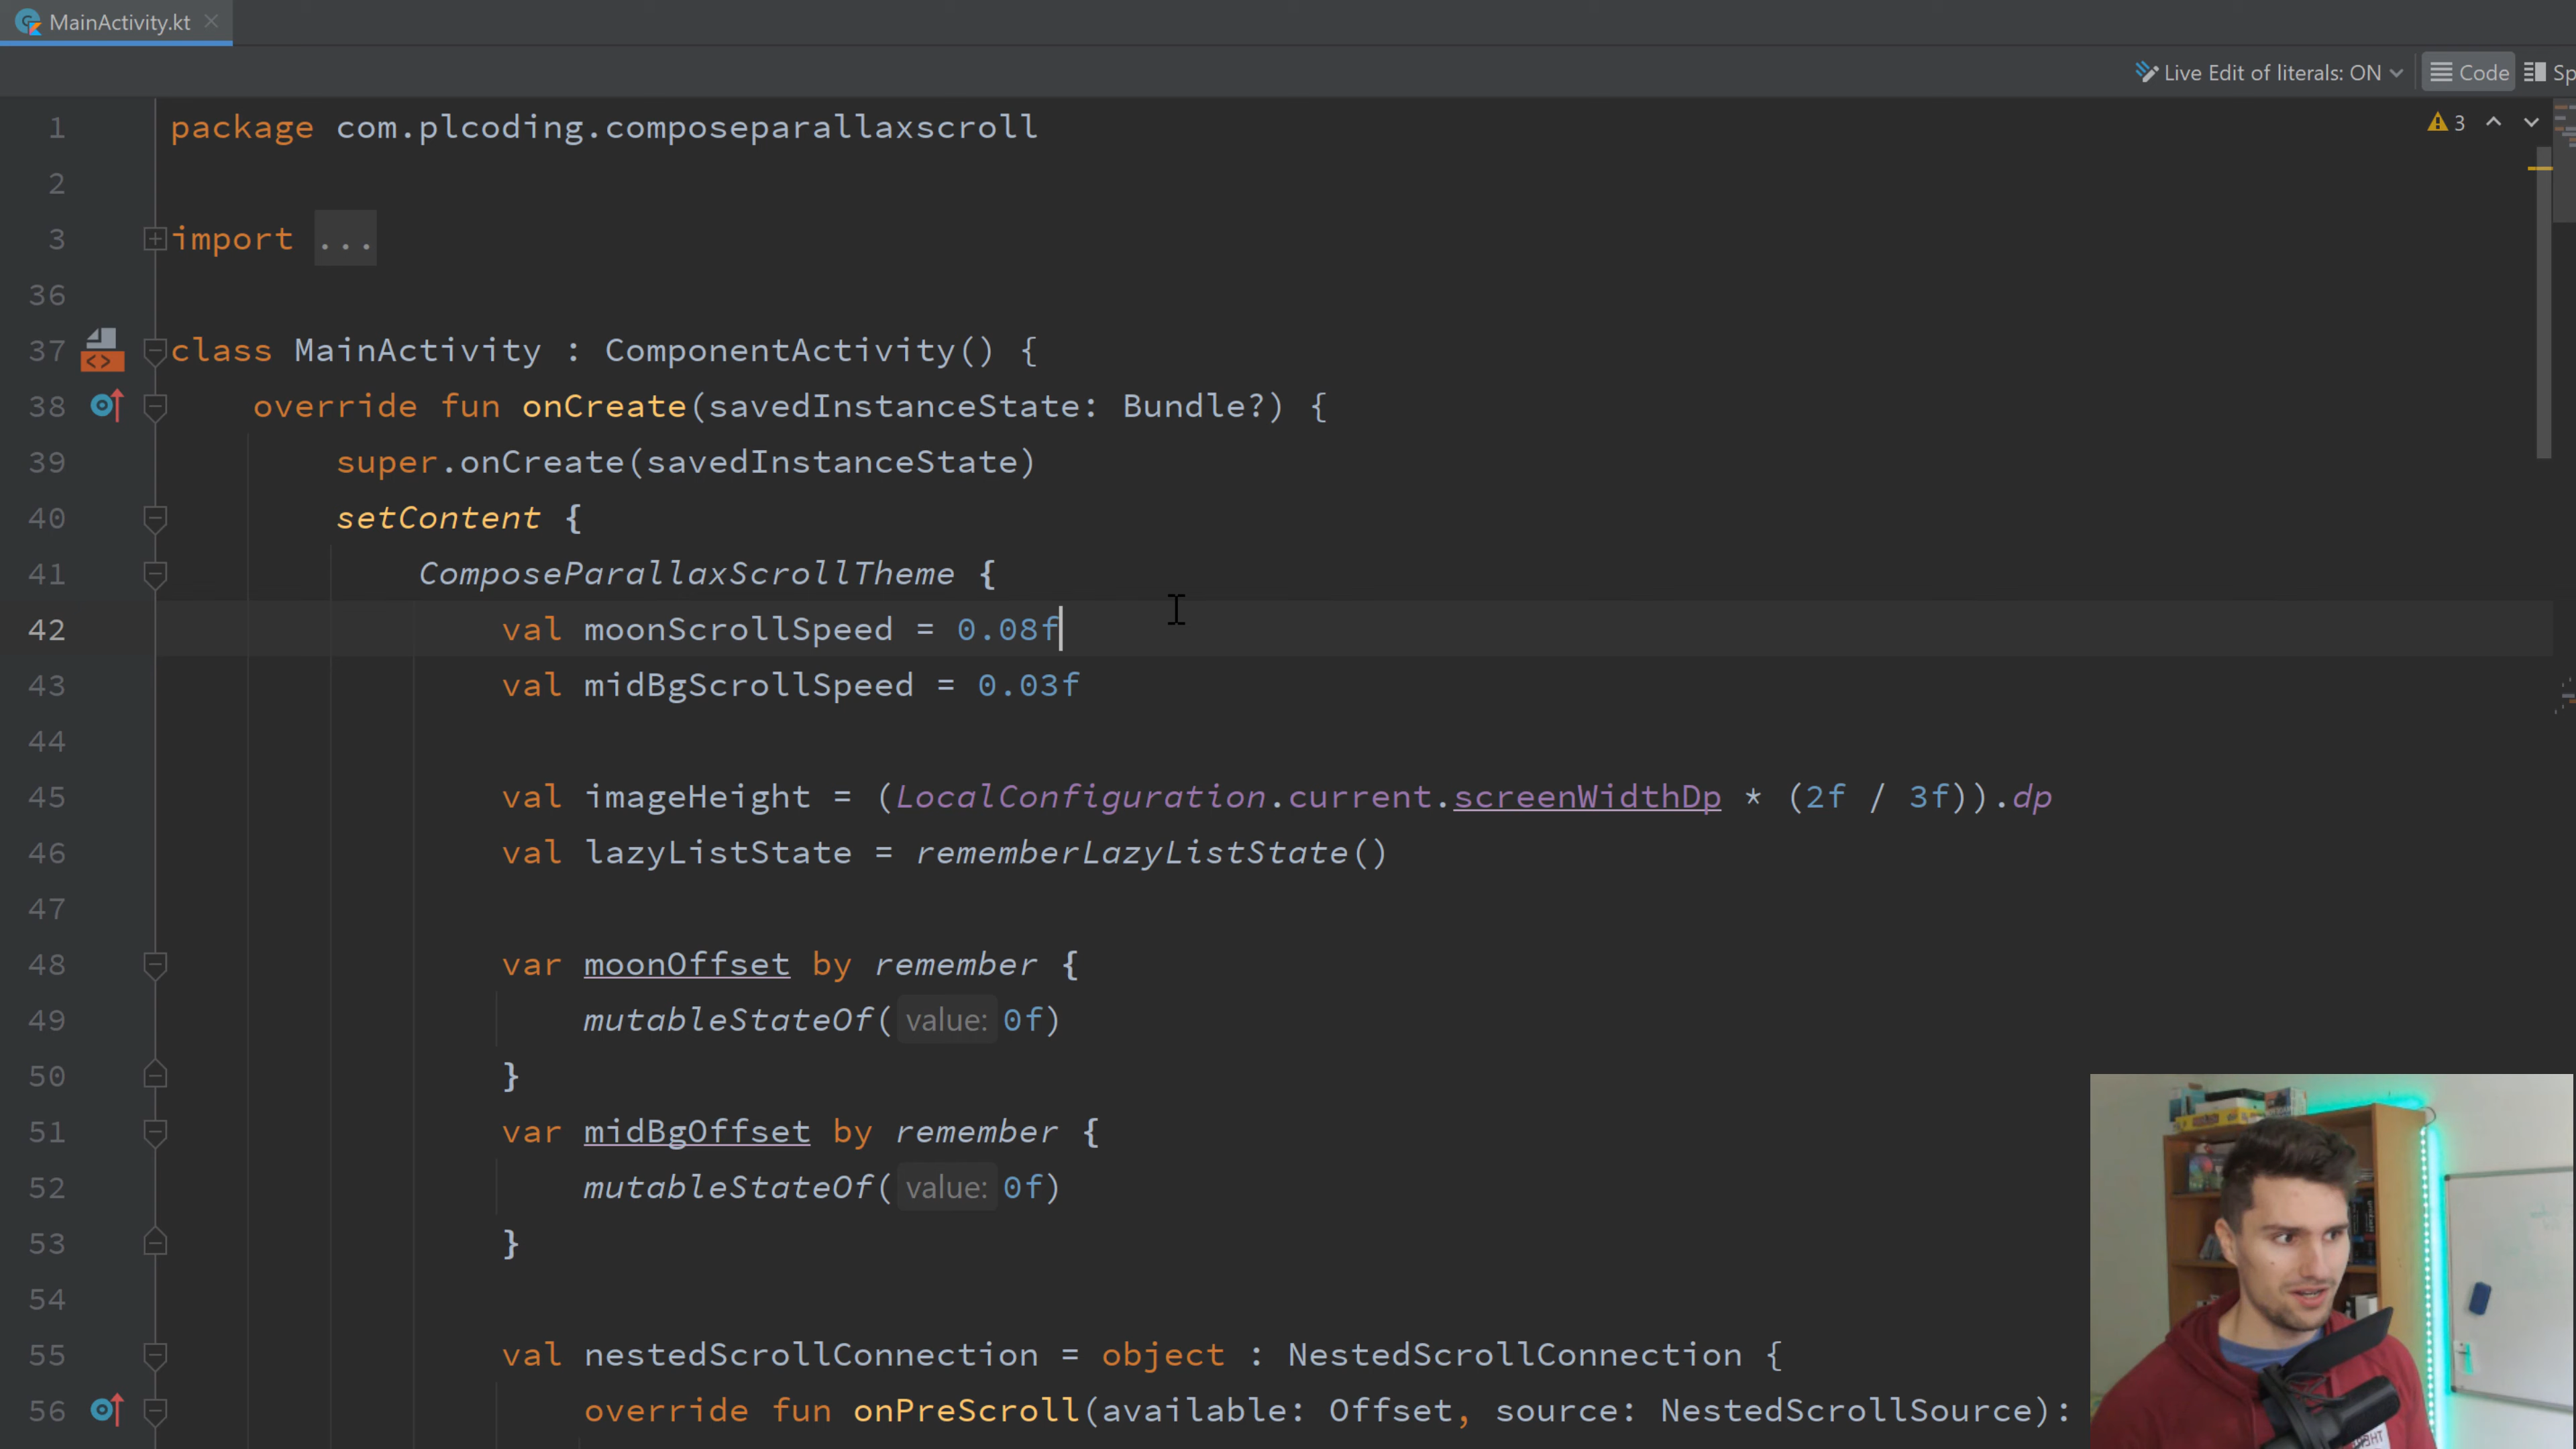 MainActivity.kt
Live Edit of literals: ON
Code
Sp
3
1 package com.plcoding.composeparallaxscroll
2
3 import ...
36
37 class MainActivity : ComponentActivity() {
38 override fun onCreate(savedInstanceState: Bundle?) {
39 super.onCreate(savedInstanceState)
40 setContent {
41 ComposeParallaxScrollTheme {
42 val moonScrollSpeed = 0.08f
43 val midBgScrollSpeed = 0.03f
44
45 val imageHeight = (LocalConfiguration.current.screenWidthDp * (2f / 3f)).dp
46 val lazyListState = rememberLazyListState()
47
48 var moonOffset by remember {
49 mutableStateOf( value: 0f)
50 }
51 var midBgOffset by remember {
52 mutableStateOf( value: 0f)
53 }
54
55 val nestedScrollConnection = object : NestedScrollConnection {
56 override fun onPreScroll(available: Offset, source: NestedScrollSource):